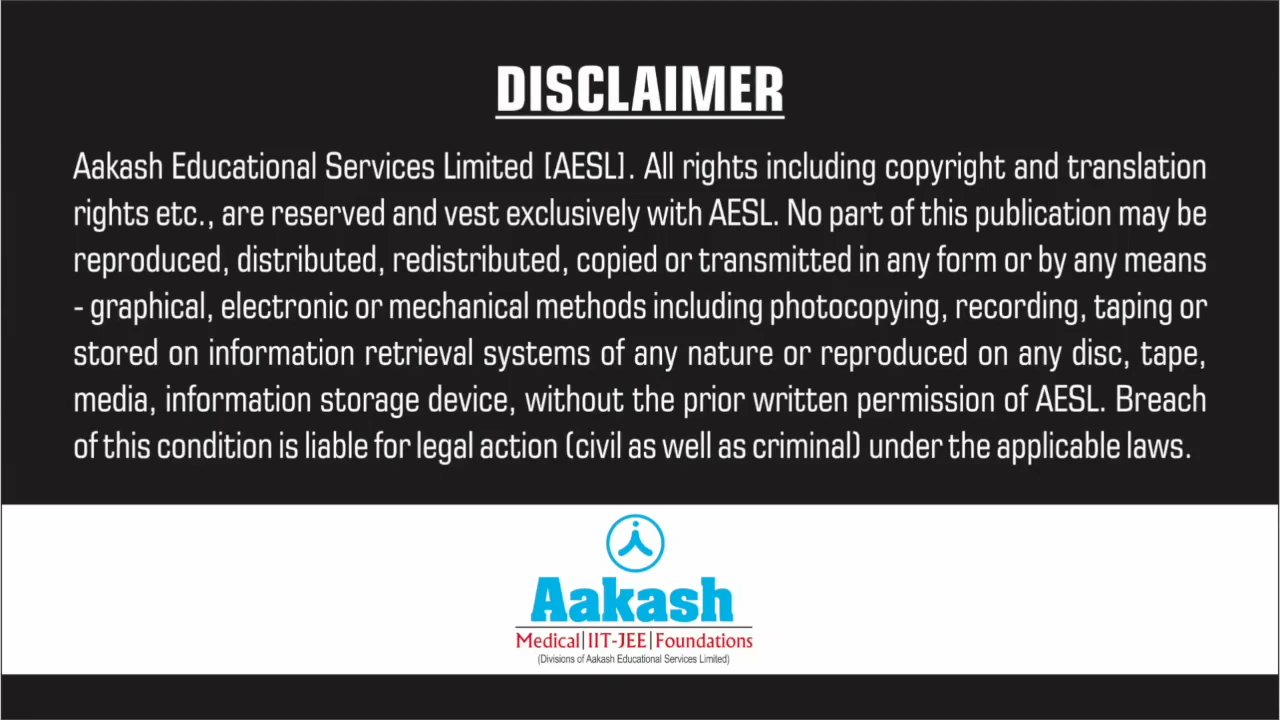 DISCLAIMER
Aakash Educational Services Limited [AESL]. All rights including copyright and translation
rights etc., are reserved and vest exclusively with AESL. No part of this publication may be
reproduced, distributed, redistributed, copied or transmitted in any form or by any means
- graphical, electronic or mechanical methods including photocopying, recording, taping or
stored on information retrieval systems of any nature or reproduced on any disc, tape,
media, information storage device, without the prior written permission of AESL. Breach
of this condition is liable for legal action (civil as well as criminal) under the applicable laws.
Aakash
Medical|IIT-JEE|Foundations
(Divisions of Aakash Educational Services Limited)